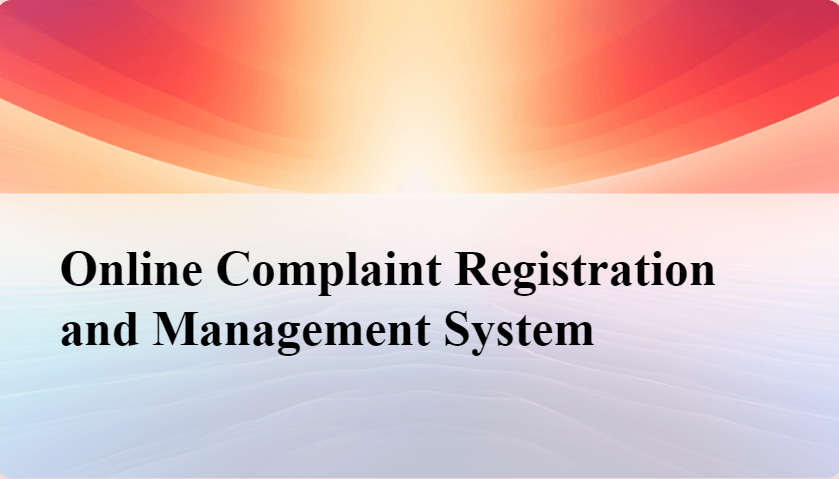 Online Complaint Registration
and Management System